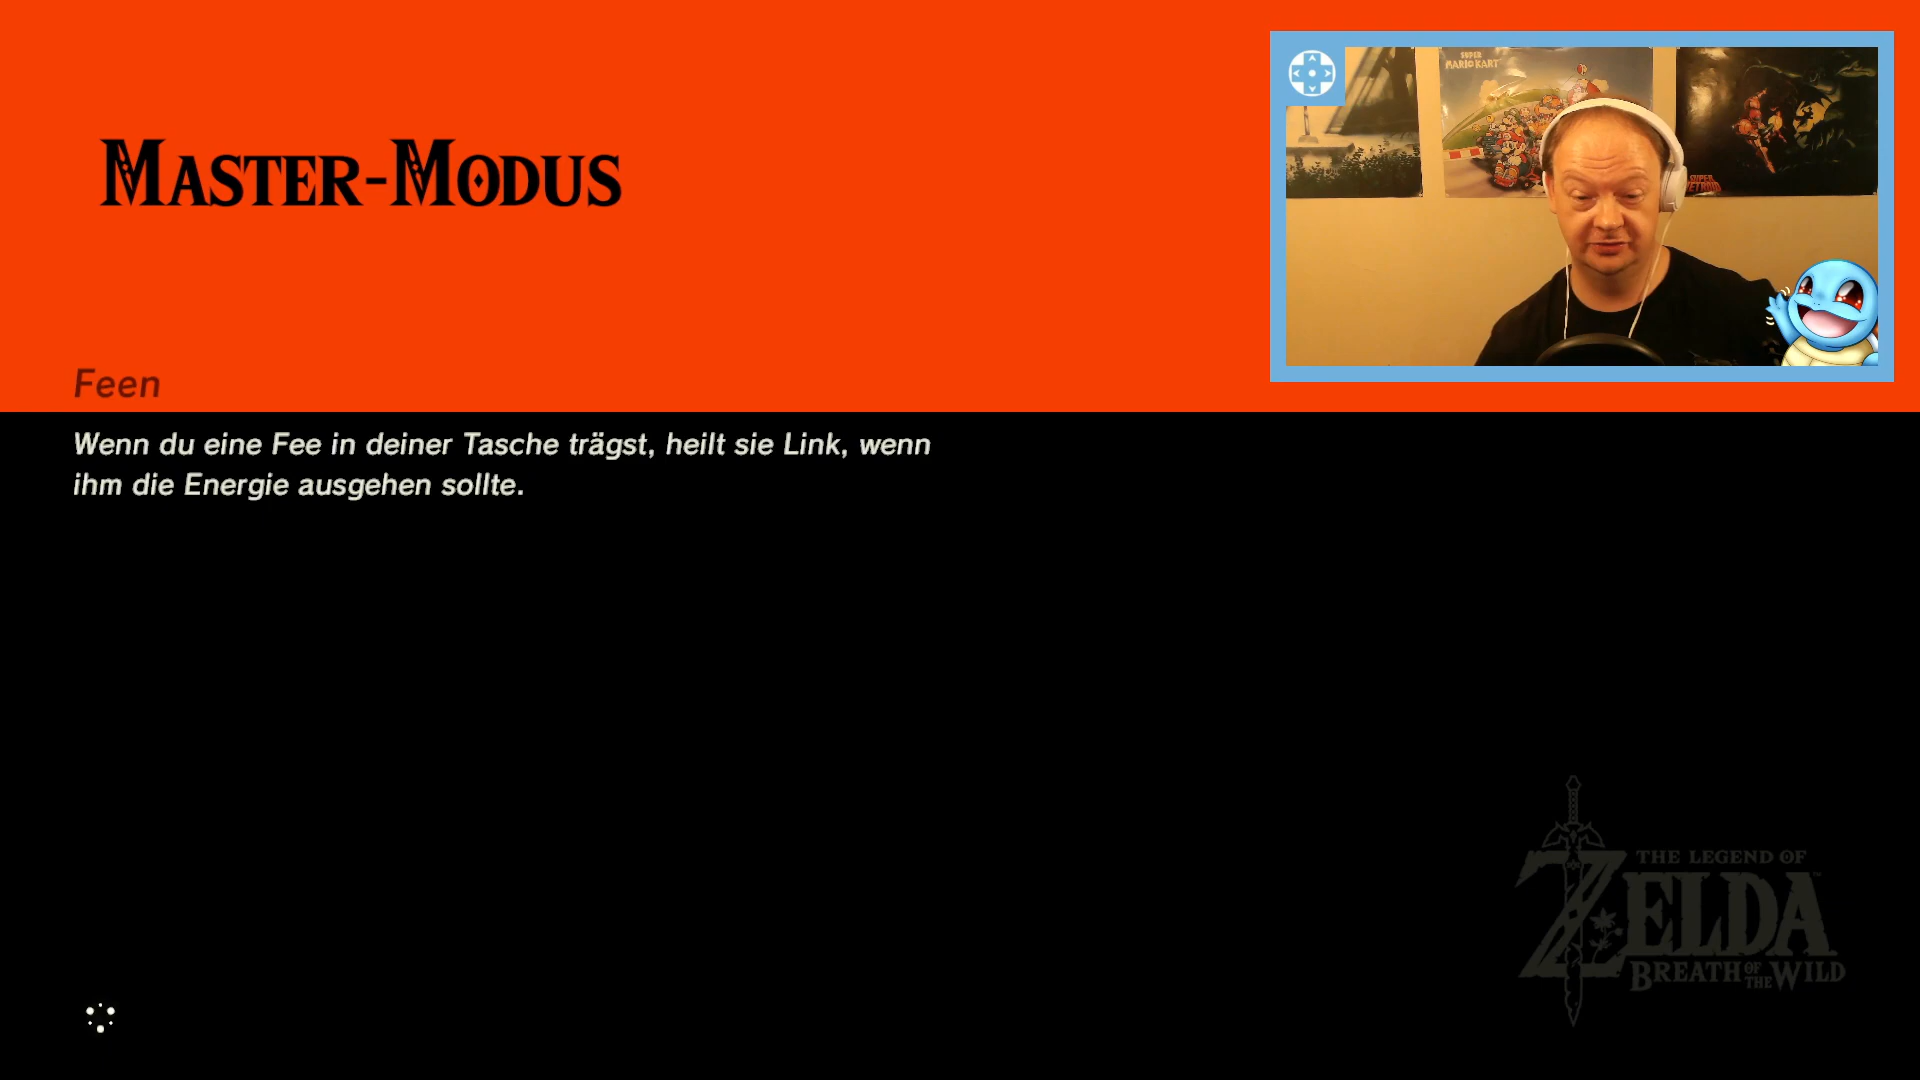 MASTER-MODUS
SUPER
MARIO KART
SUPER
METROID
Feen
Wenn du eine Fee in deiner Tasche trägst, heilt sie Link, wenn
ihm die Energie ausgehen sollte.
THE LEGEND OF
ZELDA
BREATH OF THE WILD